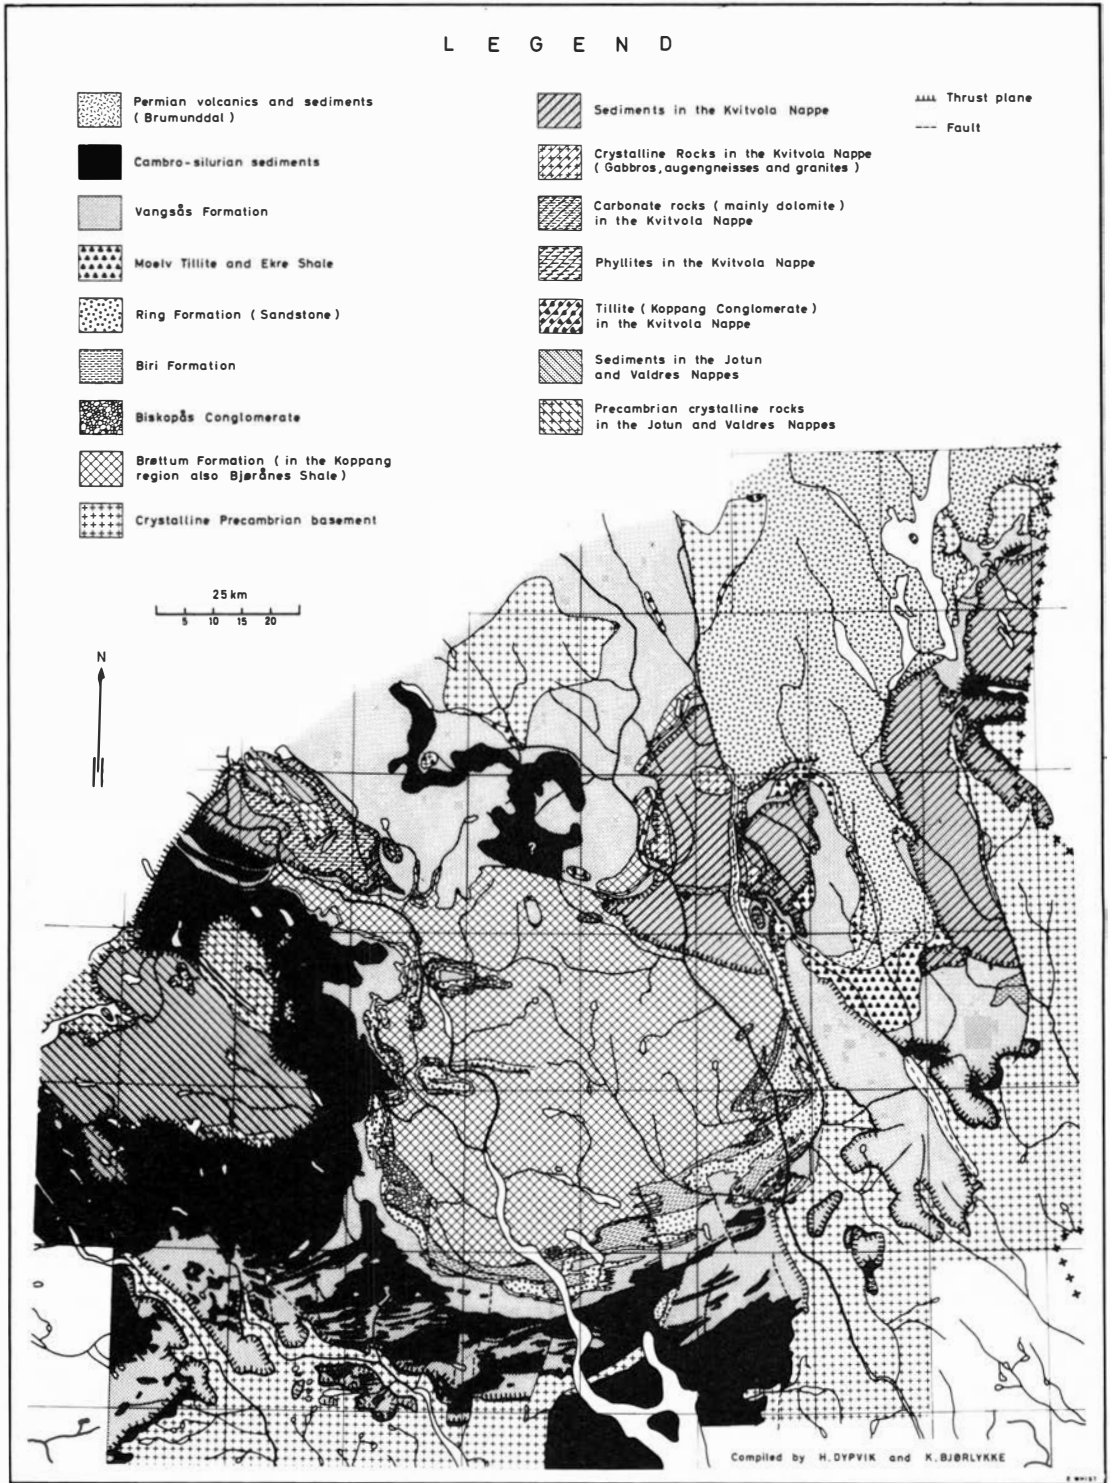 LEGEND
Permian volcanics and sediments
(Brumunddal)
Cambro-silurian sediments
Vangsås Formation
Moelv Tillite and Ekre Shale
Ring Formation (Sandstone)
Biri Formation
Biskopås Conglomerate
Brøttum Formation (in the Koppang
region also Bjørånes Shale)
Crystalline Precambrian basement
Sediments in the Kvitvola Nappe
Crystalline Rocks in the Kvitvola Nappe
(Gabbros, augengneisses and granites)
Carbonate rocks (mainly dolomite)
in the Kvitvola Nappe
Phyllites in the Kvitvola Nappe
Tillite (Koppang Conglomerate)
in the Kvitvola Nappe
Sediments in the Jotun
and Valdres Nappes
Precambrian crystalline rocks
in the Jotun and Valdres Nappes
Thrust plane
Fault
25 km
5 10 15 20
N
?
Compiled by H. DYPVIK and K. BJØRLYKKE
E WHIST